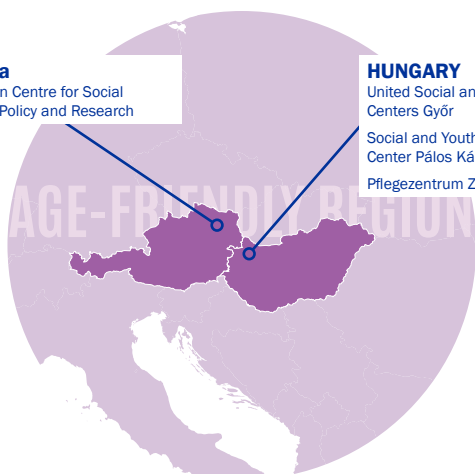 a
n Centre for Social
Policy and Research
HUNGARY
United Social an
Centers Győr
Social and Youth
Center Pálos Ká
Pflegezentrum Z
AGE-FRIENDLY REGION